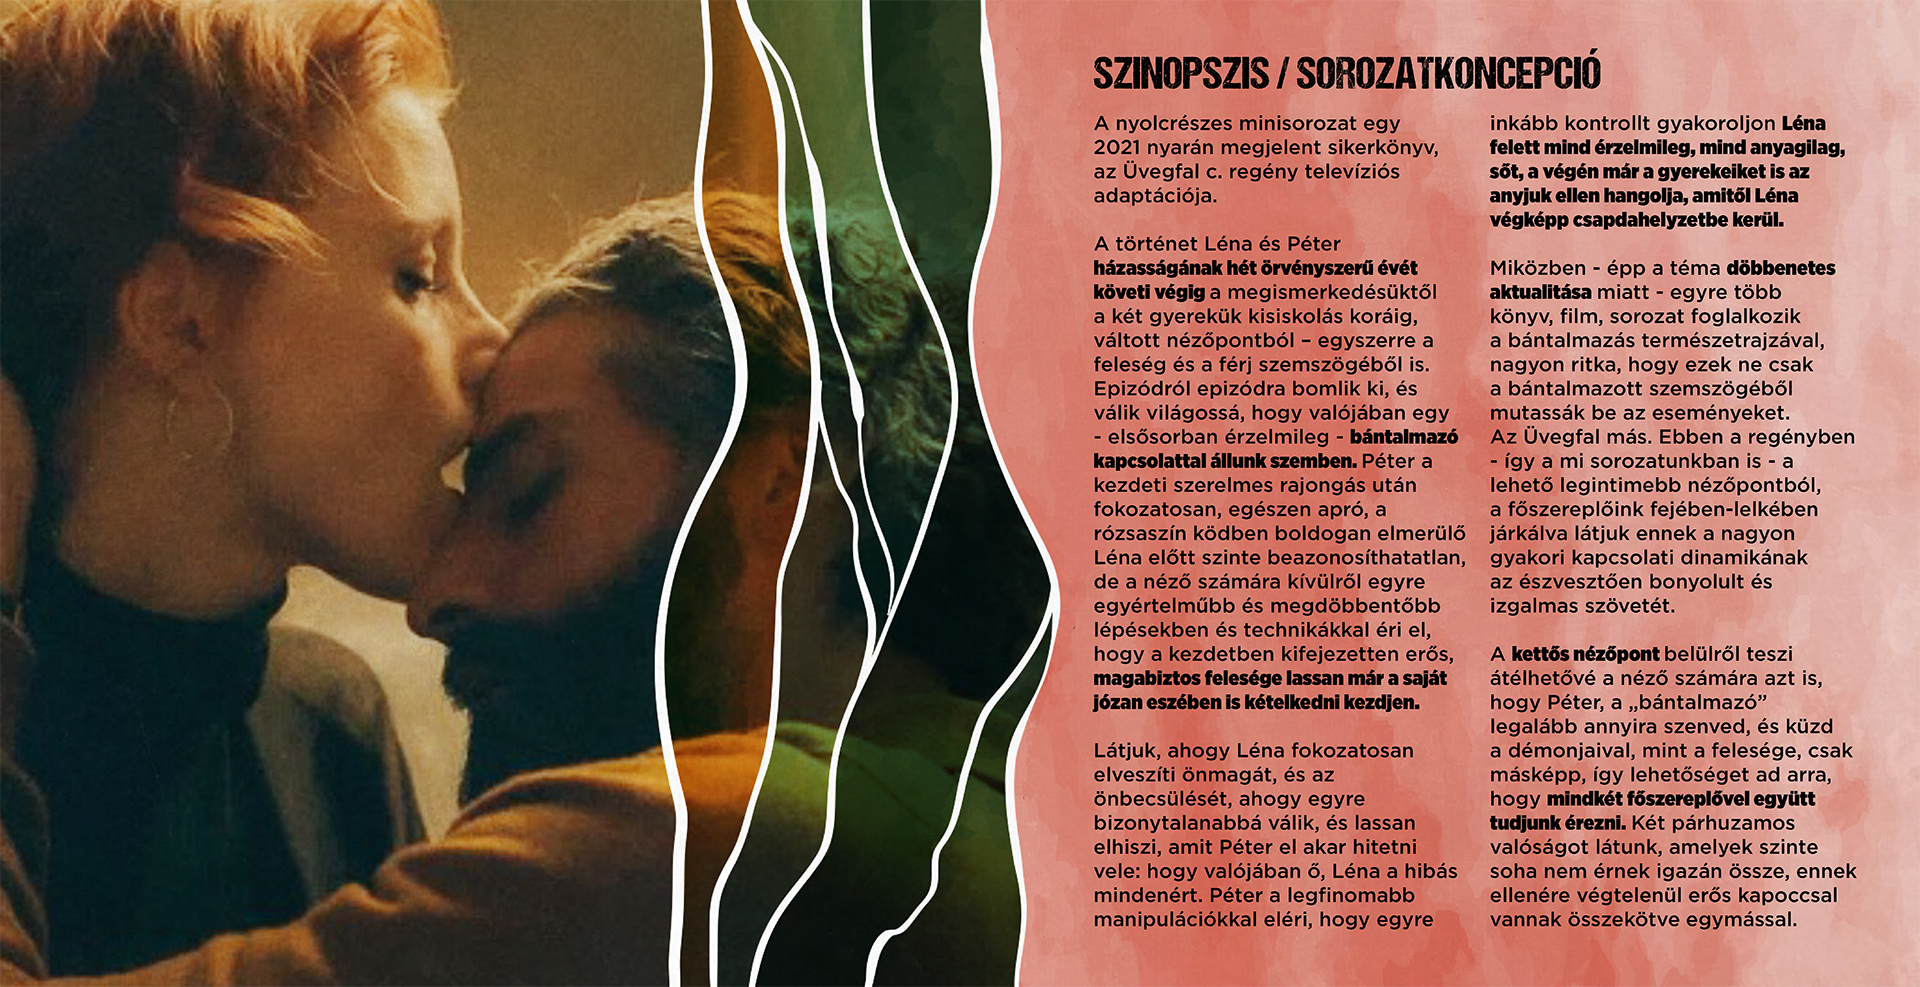 SZINOPSZIS / SOROZATKONCEPCIÓ
A nyolcrészes minisorozat egy
2021 nyarán megjelent sikerkönyv,
az Üvegfal c. regény televíziós
adaptációja.
A történet Léna és Péter
házasságának hét örvényszerű évét
követi végig a megismerkedésüktől
a két gyerekük kisiskolás koráig,
váltott nézőpontból – egyszerre a
feleség és a férj szemszögéből is.
Epizódról epizódra bomlik ki, és
válik világossá, hogy valójában egy
- elsősorban érzelmileg - bántalmazó
kapcsolattal állunk szemben. Péter a
kezdeti szerelmes rajongás után
fokozatosan, egészen apró, a
rózsaszín ködben boldogan elmerülő
Léna előtt szinte beazonosíthatatlan,
de a néző számára kívülről egyre
egyértelműbb és megdöbbentőbb
lépésekben és technikákkal éri el,
hogy a kezdetben kifejezetten erős,
magabiztos felesége lassan már a saját
józan eszében is kételkedni kezdjen.
Látjuk, ahogy Léna fokozatosan
elveszíti önmagát, és az
önbecsülését, ahogy egyre
bizonytalanabbá válik, és lassan
elhiszi, amit Péter el akar hitetni
vele: hogy valójában ő, Léna a hibás
mindenért. Péter a legfinomabb
manipulációkkal eléri, hogy egyre
inkább kontrollt gyakoroljon Léna
felett mind érzelmileg, mind anyagilag,
sőt, a végén már a gyerekeiket is az
anyjuk ellen hangolja, amitől Léna
végképp csapdahelyzetbe kerül.
Miközben - épp a téma döbbenetes
aktualitása miatt - egyre több
könyv, film, sorozat foglalkozik
a bántalmazás természetrajzával,
nagyon ritka, hogy ezek ne csak
a bántalmazott szemszögéből
mutassák be az eseményeket.
Az Üvegfal más. Ebben a regényben
- így a mi sorozatunkban is - a
lehető legintimebb nézőpontból,
a főszereplőink fejében-lelkében
járkálva látjuk ennek a nagyon
gyakori kapcsolati dinamikának
az észvesztően bonyolult és
izgalmas szövetét.
A kettős nézőpont belülről teszi
átélhetővé a néző számára azt is,
hogy Péter, a „bántalmazó”
legalább annyira szenved, és küzd
a démonjaival, mint a felesége, csak
másképp, így lehetőséget ad arra,
hogy mindkét főszereplővel együtt
tudjunk érezni. Két párhuzamos
valóságot látunk, amelyek szinte
soha nem érnek igazán össze, ennek
ellenére végtelenül erős kapoccsal
vannak összekötve egymással.